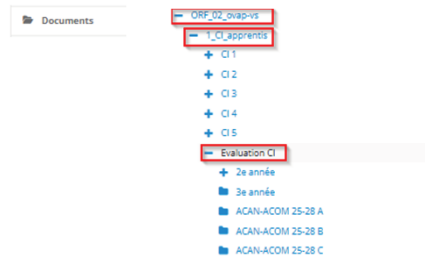 Documents
ORF_02_ovap-vs
1_CI_apprentis
CI 1
CI 2
CI 3
CI 4
CI 5
Evaluation CI
2e année
3e année
ACAN-ACOM 25-28 A
ACAN-ACOM 25-28 B
ACAN-ACOM 25-28 C